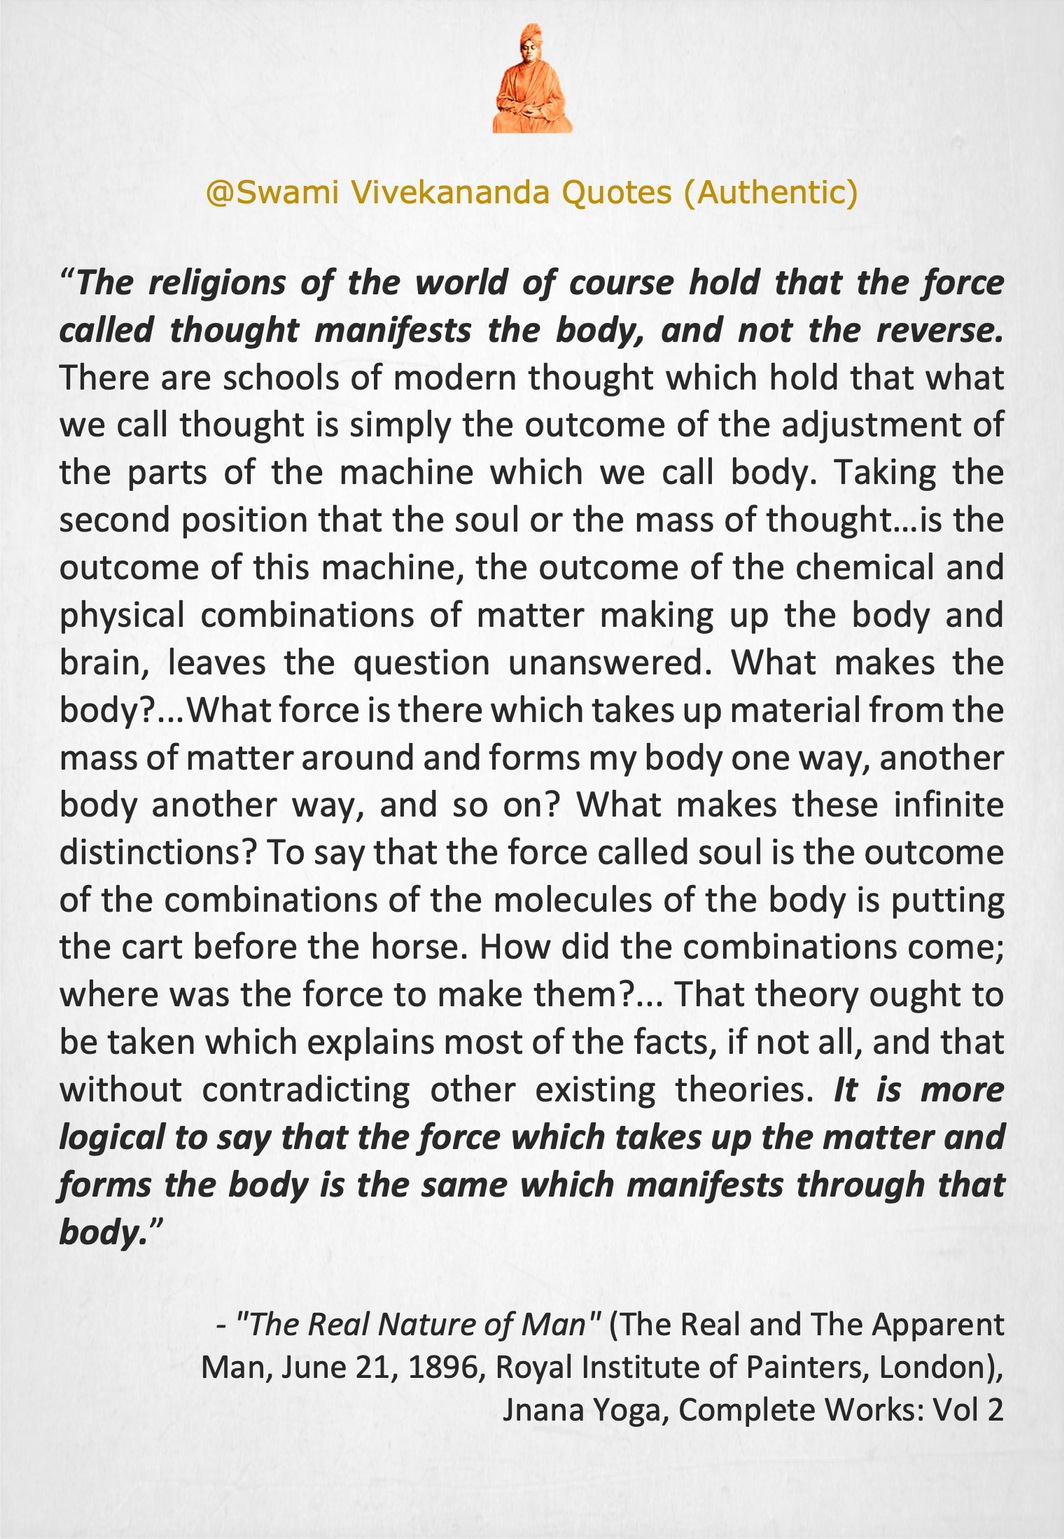 @Swami Vivekananda Quotes (Authentic)
“The religions of the world of course hold that the force
called thought manifests the body, and not the reverse.
There are schools of modern thought which hold that what
we call thought is simply the outcome of the adjustment of
the parts of the machine which we call body. Taking the
second position that the soul or the mass of thought...is the
outcome of this machine, the outcome of the chemical and
physical combinations of matter making up the body and
brain, leaves the question unanswered. What makes the
body?...What force is there which takes up material from the
mass of matter around and forms my body one way, another
body another way, and so on? What makes these infinite
distinctions? To say that the force called soul is the outcome
of the combinations of the molecules of the body is putting
the cart before the horse. How did the combinations come;
where was the force to make them?... That theory ought to
be taken which explains most of the facts, if not all, and that
without contradicting other existing theories. It is more
logical to say that the force which takes up the matter and
forms the body is the same which manifests through that
body.”
- "The Real Nature of Man" (The Real and The Apparent
Man, June 21, 1896, Royal Institute of Painters, London),
Jnana Yoga, Complete Works: Vol 2